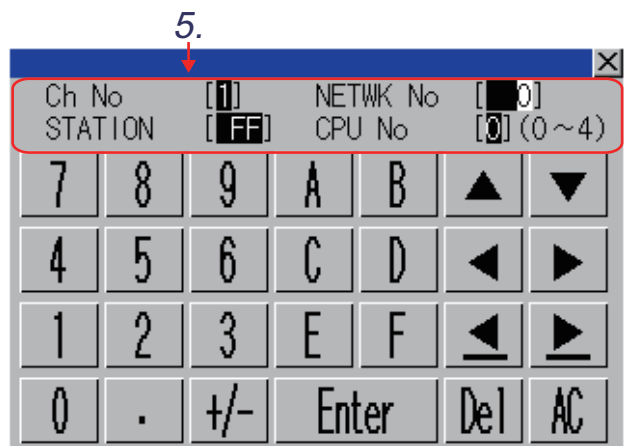 5.
Ch No [1] NETWK No [ 0]
STATION [ FF] CPU No [0] (0～4)
7 8 9 A B ▲ ▼
4 5 6 C D ◀ ▶
1 2 3 E F ◀ ▶
0 . +/- Enter Del AC